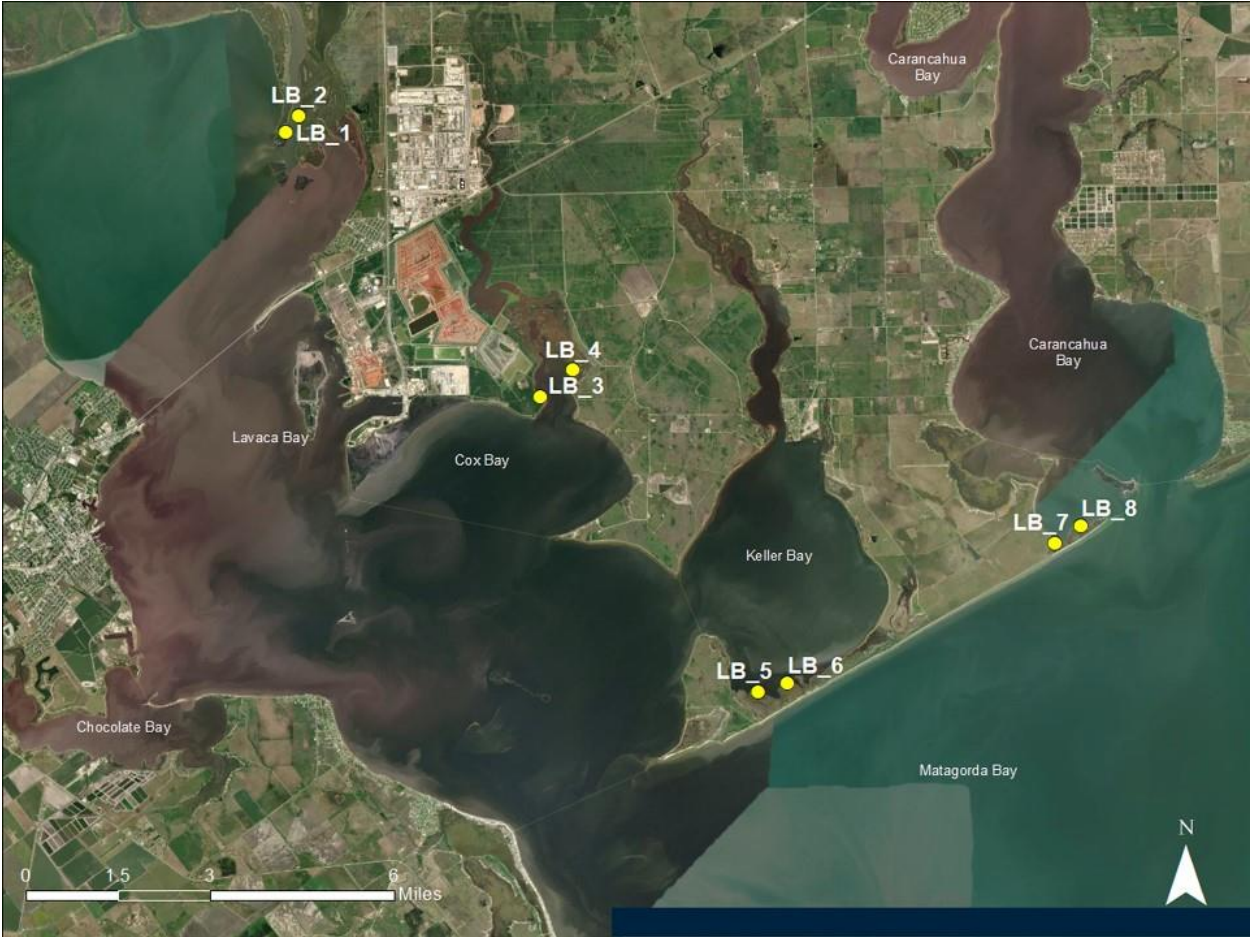 Carancahua
Bay
LB_2
LB_1
Carancahua
Bay
LB_4
LB_3
Lavaca Bay
Cox Bay
LB_7
LB_8
Keller Bay
LB_5
LB_6
Chocolate Bay
Matagorda Bay
N
0 1.5 3 6
Miles